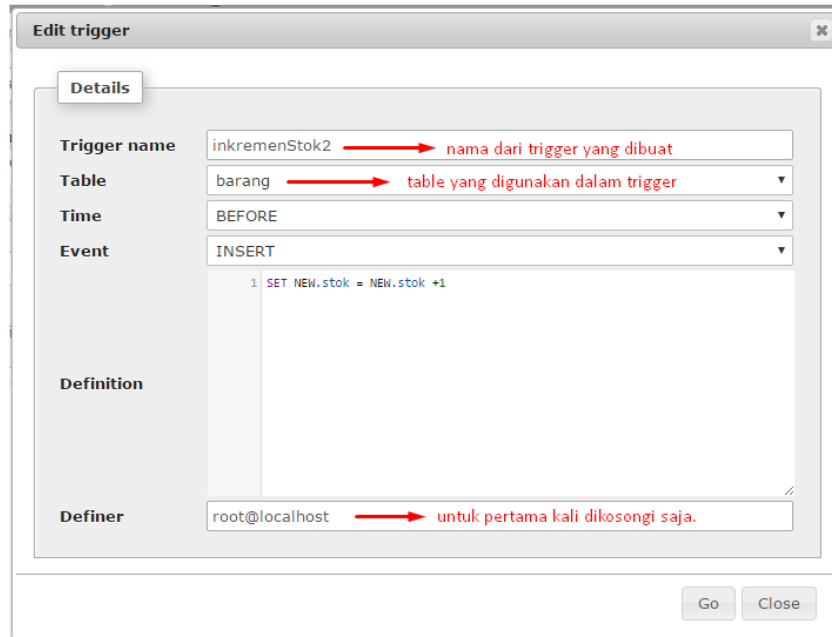 Edit trigger
Details
Trigger name inkremenStok2 nama dari trigger yang dibuat
Table barang table yang digunakan dalam trigger
Time BEFORE
Event INSERT
1 SET NEW.stok = NEW.stok +1
Definition
Definer root@localhost untuk pertama kali dikosongi saja.
Go Close